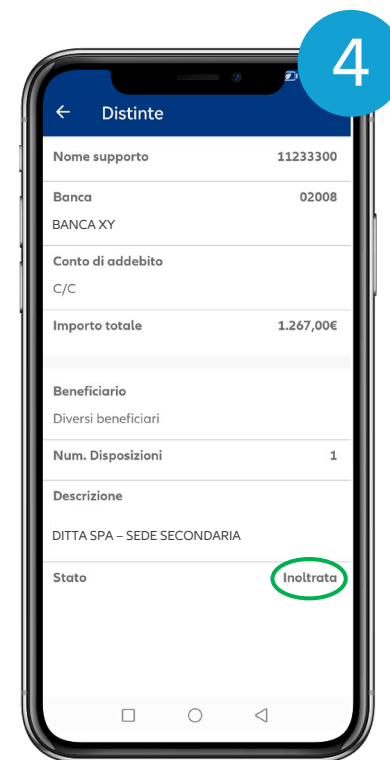 4
Distinte
Nome supporto 11233300
Banca 02008
BANCA XY
Conto di addebito
C/C
Importo totale 1.267,00€
Beneficiario
Diversi beneficiari
Num. Disposizioni 1
Descrizione
DITTA SPA – SEDE SECONDARIA
Stato Inoltrata